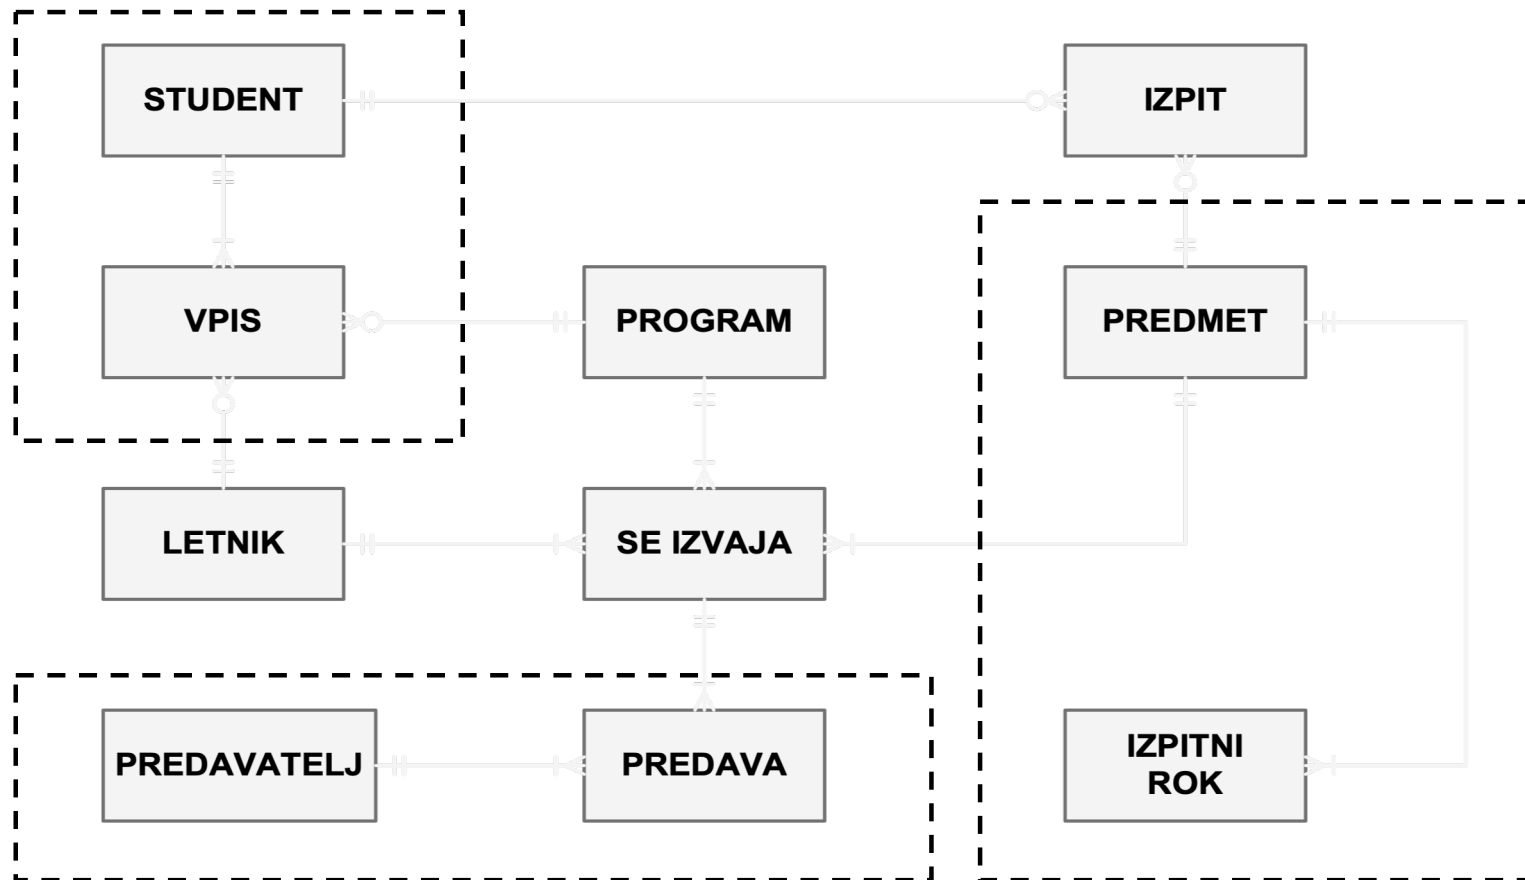 STUDENT
IZPIT
VPIS
PROGRAM
PREDMET
LETNIK
SE IZVAJA
PREDAVATELJ
PREDAVA
IZPITNI
ROK